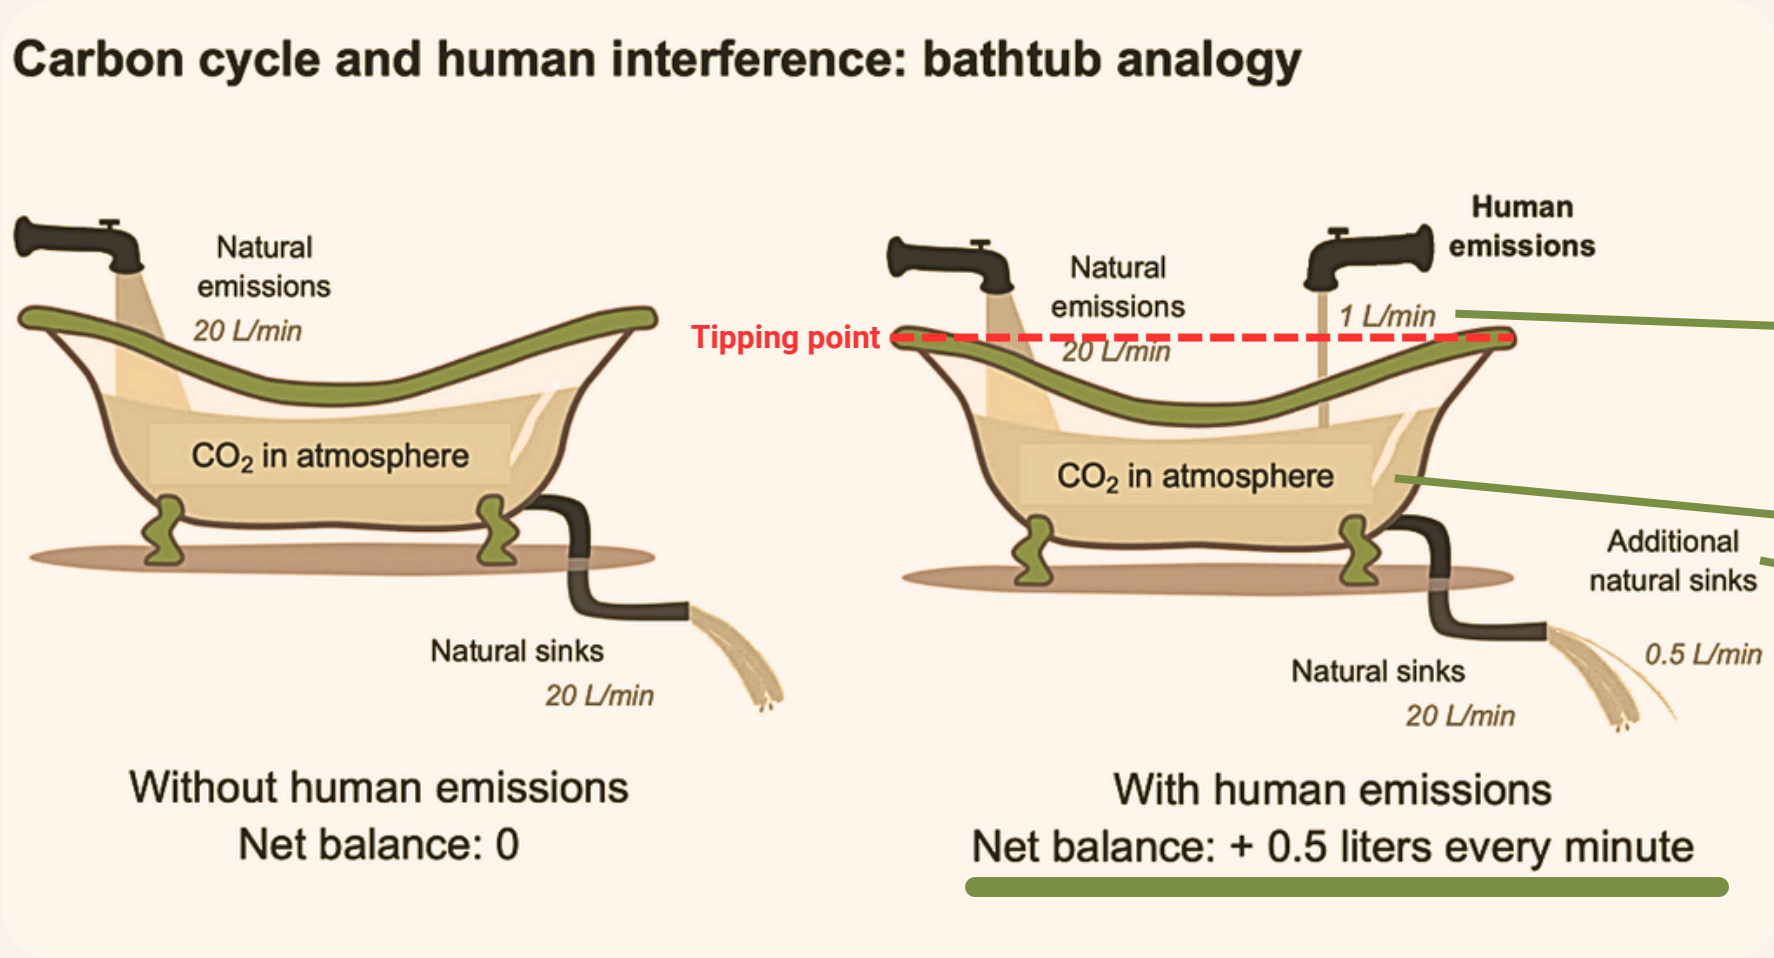 Carbon cycle and human interference: bathtub analogy
Natural
emissions
20 L/min
CO₂ in atmosphere
Natural sinks
20 L/min
Without human emissions
Net balance: 0
Tipping point
Natural
emissions
20 L/min
Human
emissions
1 L/min
CO₂ in atmosphere
Additional
natural sinks
0.5 L/min
Natural sinks
20 L/min
With human emissions
Net balance: + 0.5 liters every minute